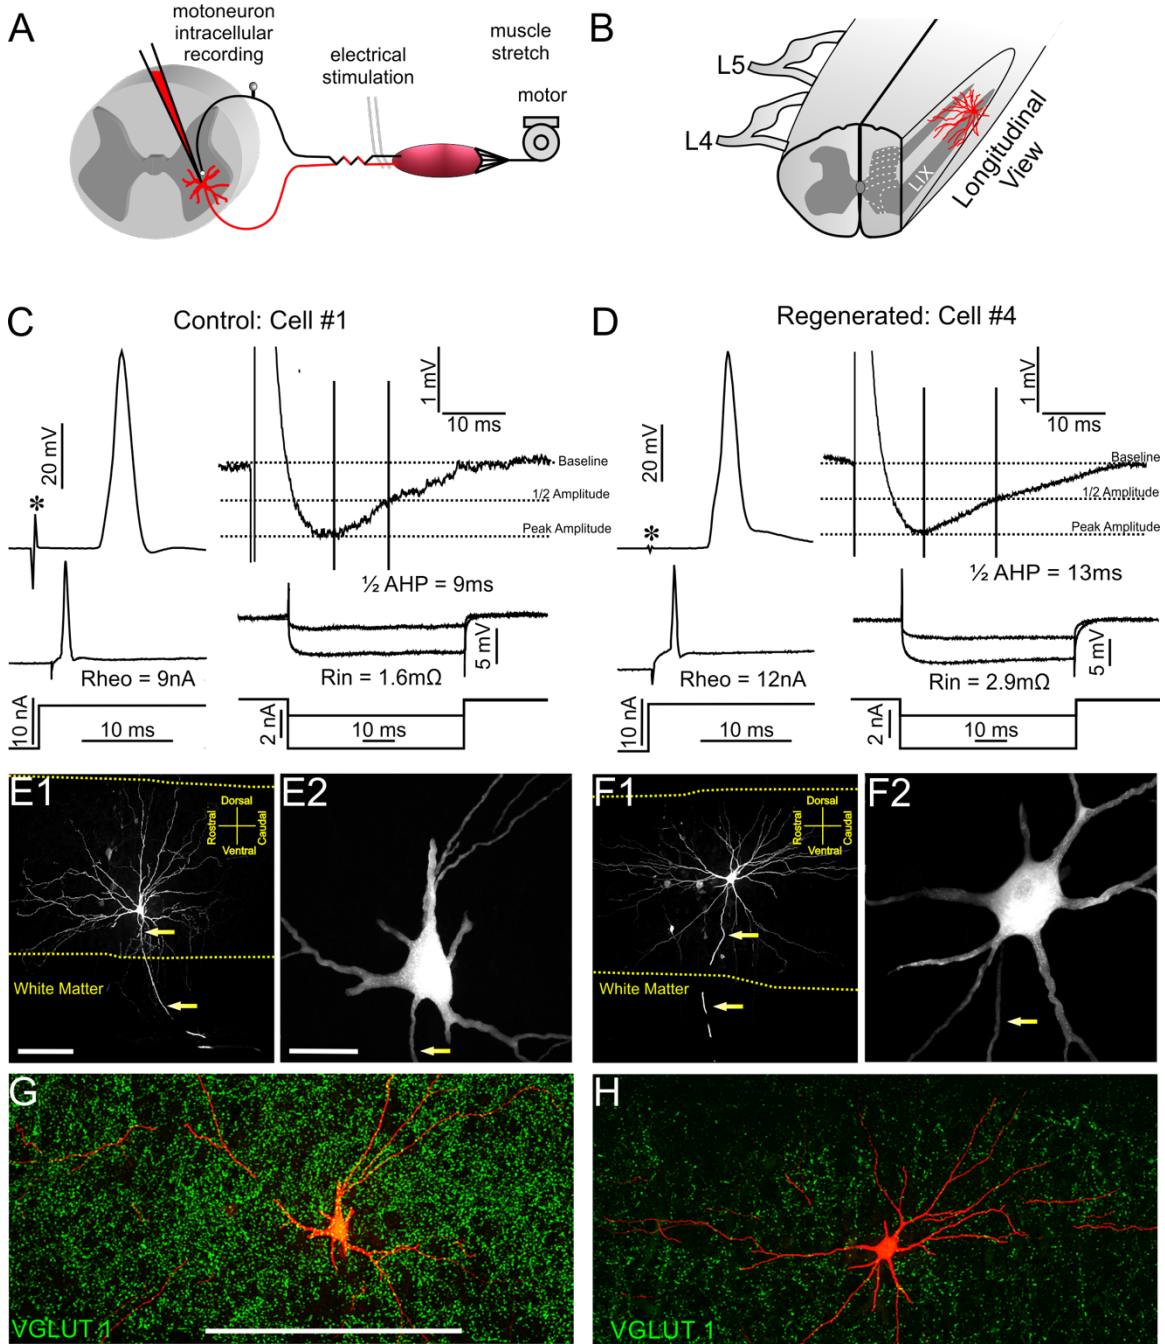 A
motoneuron
intracellular
recording
electrical
stimulation
muscle
stretch
motor
B
L5
L4
LIX
Longitudinal
View
C
Control: Cell #1
20 mV
*
1 mV
10 ms
Baseline
1/2 Amplitude
Peak Amplitude
½ AHP = 9ms
Rheo = 9nA
5 mV
Rin = 1.6mΩ
10 nA
10 ms
2 nA
10 ms
D
Regenerated: Cell #4
20 mV
*
1 mV
10 ms
Baseline
1/2 Amplitude
Peak Amplitude
½ AHP = 13ms
Rheo = 12nA
5 mV
Rin = 2.9mΩ
10 nA
10 ms
2 nA
10 ms
E1
Dorsal
Rostral
Caudal
Ventral
White Matter
E2
F1
Dorsal
Rostral
Caudal
Ventral
White Matter
F2
G
VGLUT 1
H
VGLUT 1